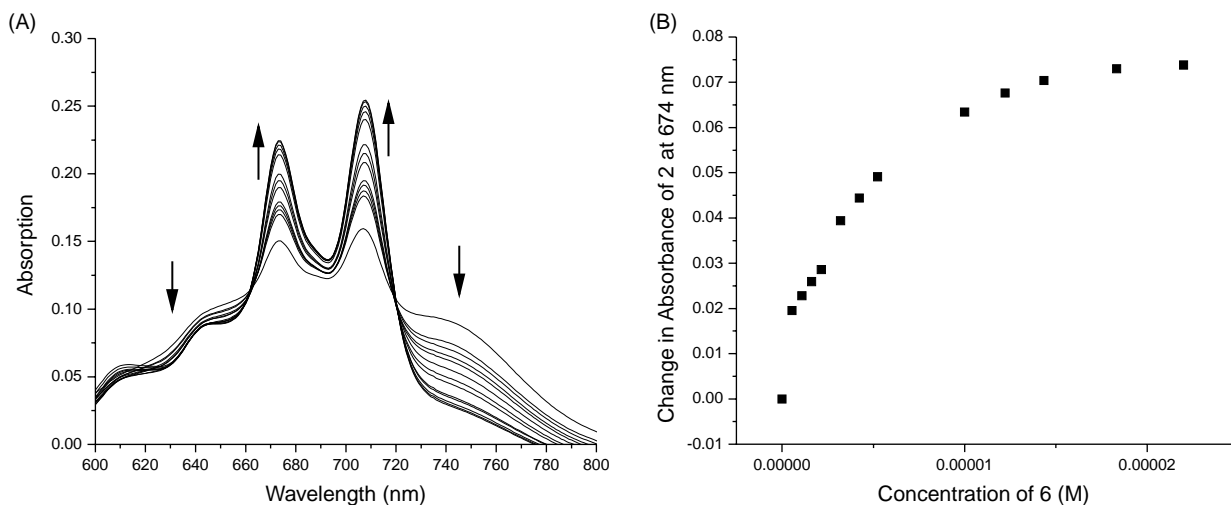 (A)
0.30
0.25
0.20
0.15
0.10
0.05
0.00
Absorption
600 620 640 660 680 700 720 740 760 780 800
Wavelength (nm)
(B)
0.08
0.07
0.06
0.05
0.04
0.03
0.02
0.01
0.00
-0.01
Change in Absorbance of 2 at 674 nm
0.00000 0.00001 0.00002
Concentration of 6 (M)